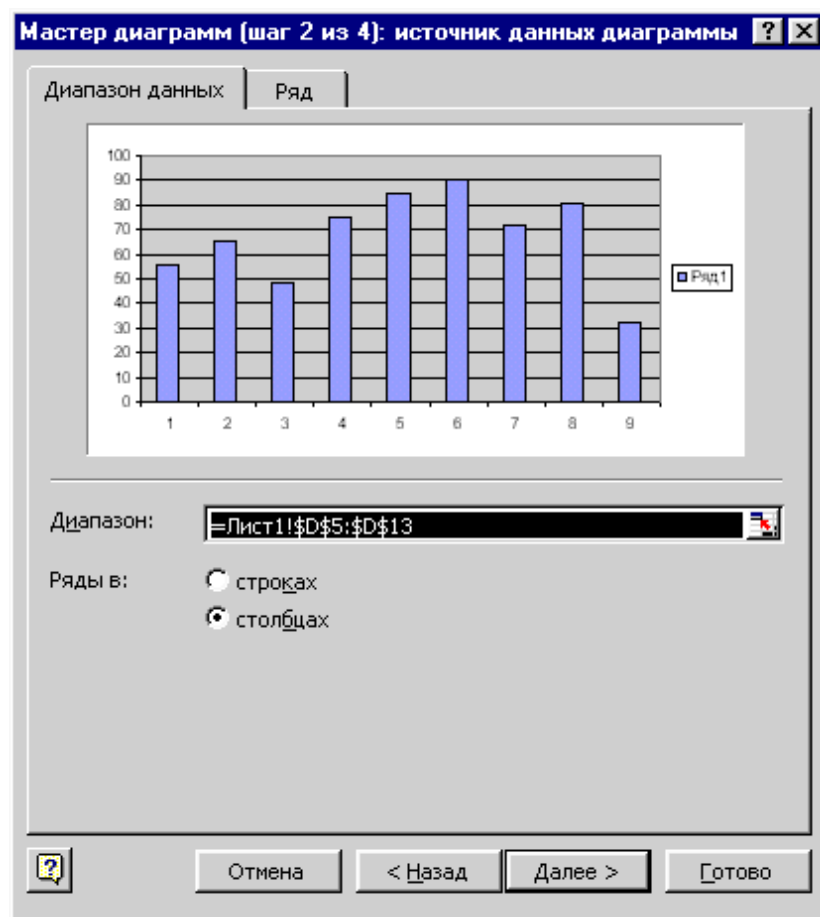 Мастер диаграмм (шаг 2 из 4): источник данных диаграммы
Диапазон данных
Ряд
100
90
80
70
60
50
40
30
20
10
0
1 2 3 4 5 6 7 8 9
Ряд1
Диапазон:
=Лист1!$D$5:$D$13
Ряды в:
строках
столбцах
Отмена
< Назад
Далее >
Готово